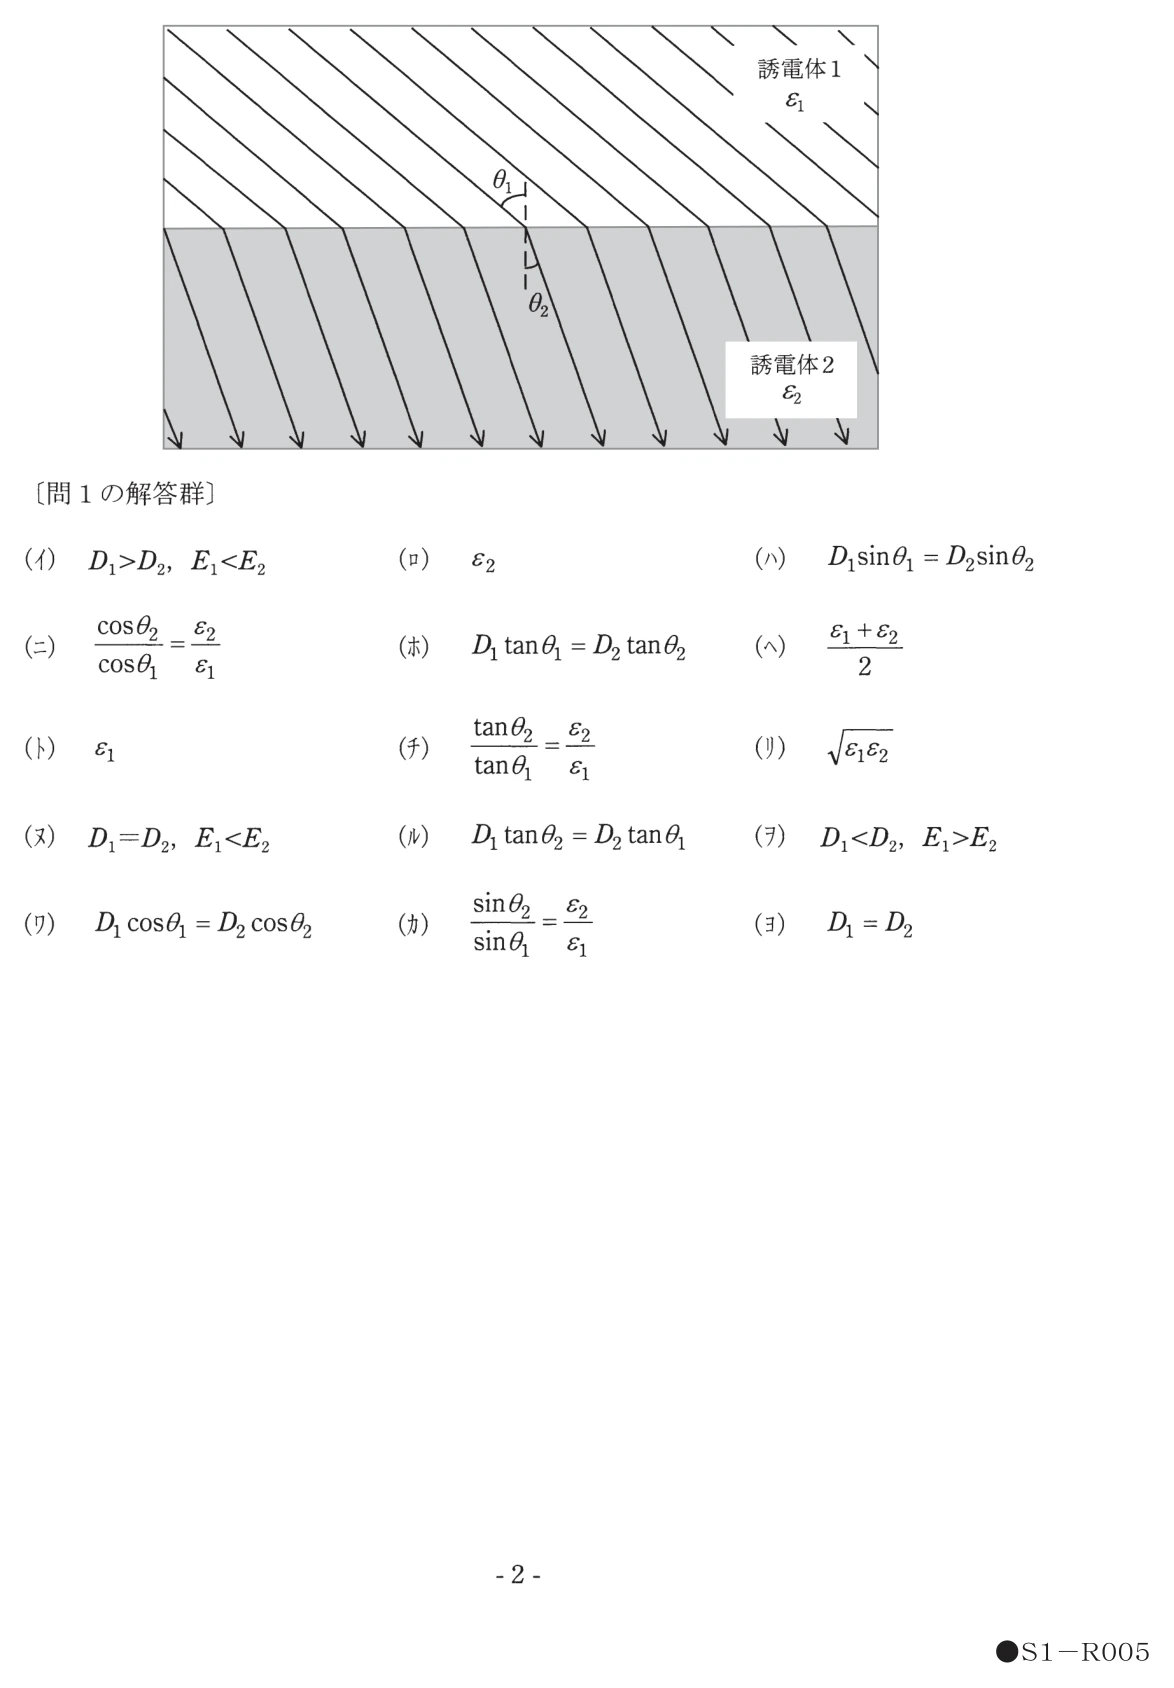 誘電体1
ε₁
θ₁
θ₂
誘電体2
ε₂
〔問1の解答群〕
(イ) D₁>D₂, E₁<E₂ (ロ) ε₂ (ハ) D₁sinθ₁ = D₂sinθ₂
(ニ) cosθ₂/cosθ₁ = ε₂/ε₁ (ホ) D₁ tanθ₁ = D₂ tanθ₂ (ヘ) (ε₁+ε₂)/2
(ト) ε₁ (チ) tanθ₂/tanθ₁ = ε₂/ε₁ (リ) √(ε₁ε₂)
(ヌ) D₁=D₂, E₁<E₂ (ル) D₁ tanθ₂ = D₂ tanθ₁ (ヲ) D₁<D₂, E₁>E₂
(ワ) D₁ cosθ₁ = D₂ cosθ₂ (カ) sinθ₂/sinθ₁ = ε₂/ε₁ (ヨ) D₁ = D₂
- 2 -
●S1－R005